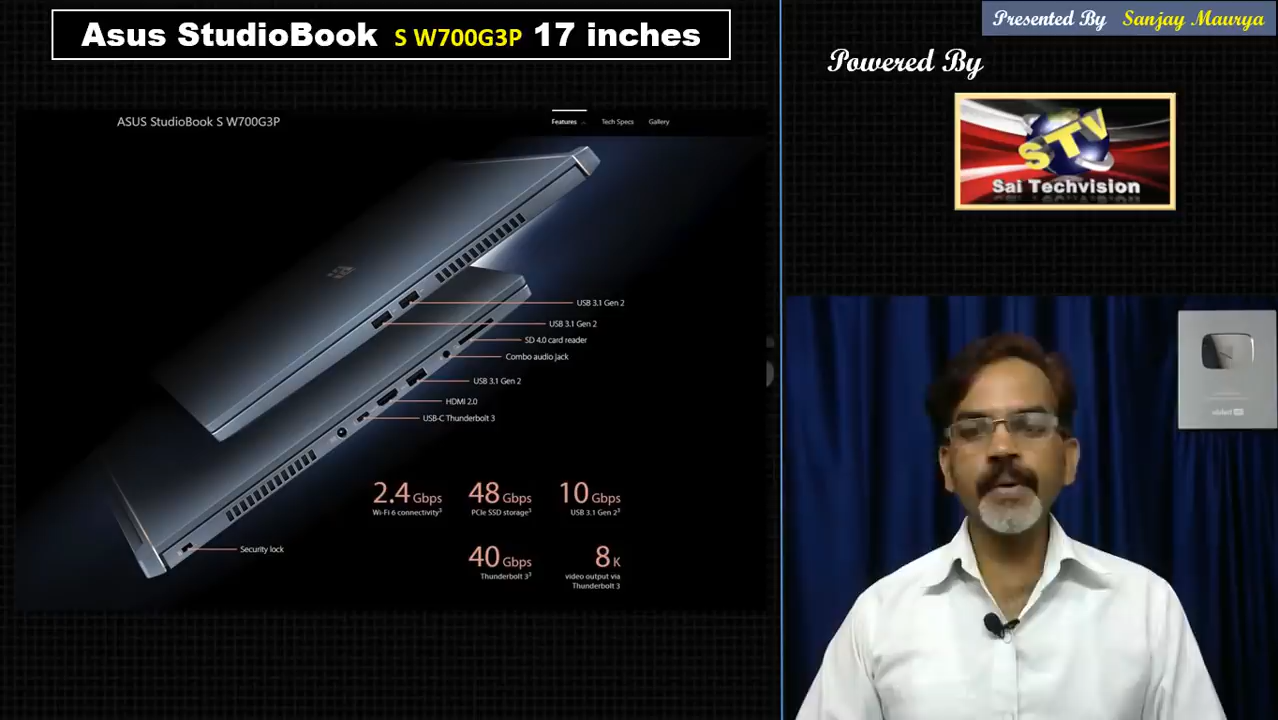 Asus StudioBook S W700G3P 17 inches
Presented By Sanjay Maurya
Powered By
STV
Sai Techvision
ASUS StudioBook S W700G3P
Features
Tech Specs
Gallery
USB 3.1 Gen 2
USB 3.1 Gen 2
SD 4.0 card reader
Combo audio jack
USB 3.1 Gen 2
HDMI 2.0
USB-C Thunderbolt 3
2.4 Gbps
Wi-Fi 6 connectivity³
48 Gbps
PCIe SSD storage³
10 Gbps
USB 3.1 Gen 2³
40 Gbps
Thunderbolt 3³
8 K
video output via
Thunderbolt 3
Security lock